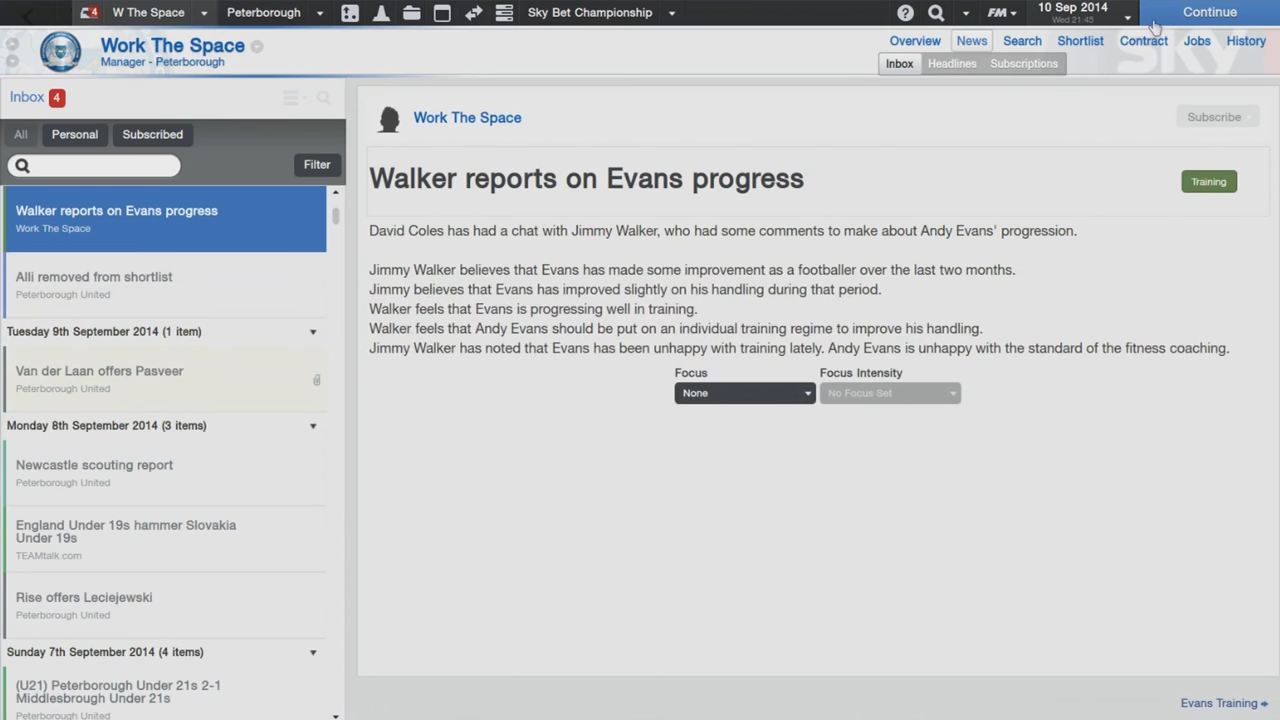 4 W The Space Peterborough Sky Bet Championship FM 10 Sep 2014 Wed 21:45 Continue
Work The Space
Manager - Peterborough
Overview News Search Shortlist Contract Jobs History
Inbox Headlines Subscriptions
sky
Inbox 4
All Personal Subscribed
Filter
Walker reports on Evans progress
Work The Space
Alli removed from shortlist
Peterborough United
Tuesday 9th September 2014 (1 item)
Van der Laan offers Pasveer
Peterborough United
Monday 8th September 2014 (3 items)
Newcastle scouting report
Peterborough United
England Under 19s hammer Slovakia
Under 19s
TEAMtalk.com
Rise offers Leciejewski
Peterborough United
Sunday 7th September 2014 (4 items)
(U21) Peterborough Under 21s 2-1
Middlesbrough Under 21s
Peterborough United
Work The Space
Subscribe
Walker reports on Evans progress
Training
David Coles has had a chat with Jimmy Walker, who had some comments to make about Andy Evans' progression.
Jimmy Walker believes that Evans has made some improvement as a footballer over the last two months.
Jimmy believes that Evans has improved slightly on his handling during that period.
Walker feels that Evans is progressing well in training.
Walker feels that Andy Evans should be put on an individual training regime to improve his handling.
Jimmy Walker has noted that Evans has been unhappy with training lately. Andy Evans is unhappy with the standard of the fitness coaching.
Focus Focus Intensity
None No Focus Set
Evans Training